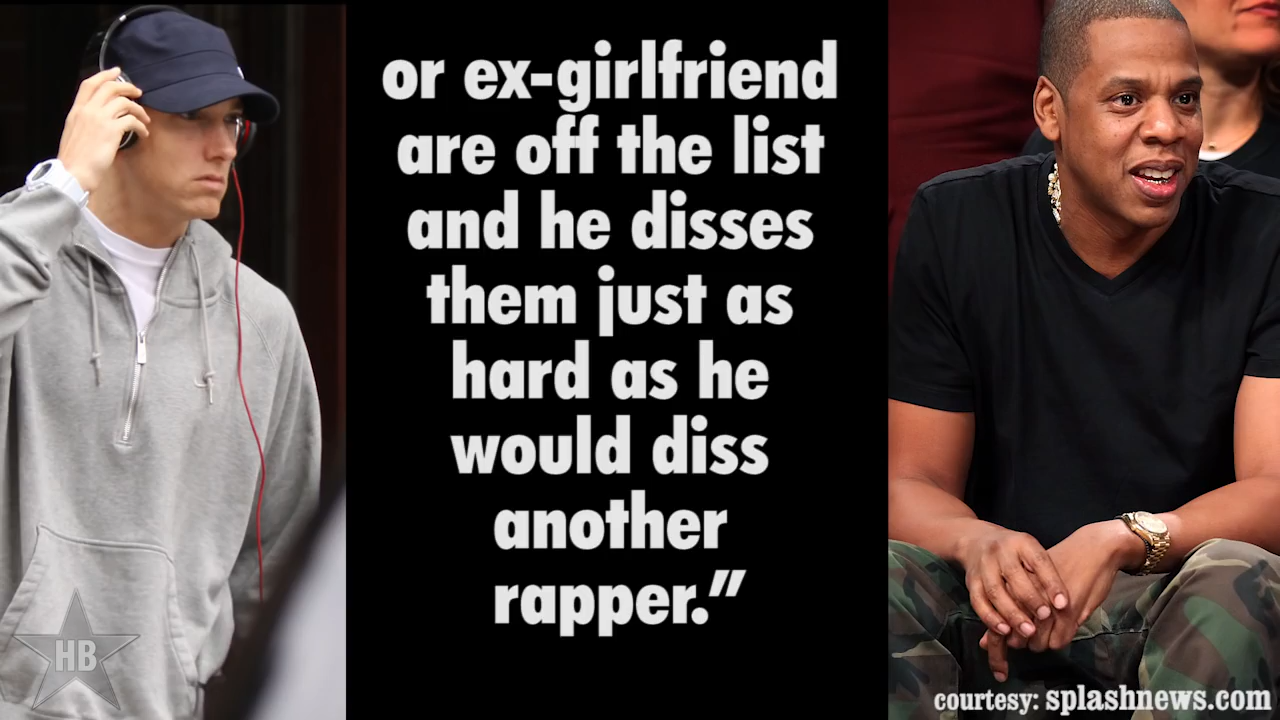 or ex-girlfriend
are off the list
and he disses
them just as
hard as he
would diss
another
rapper.”
HB
courtesy: splashnews.com